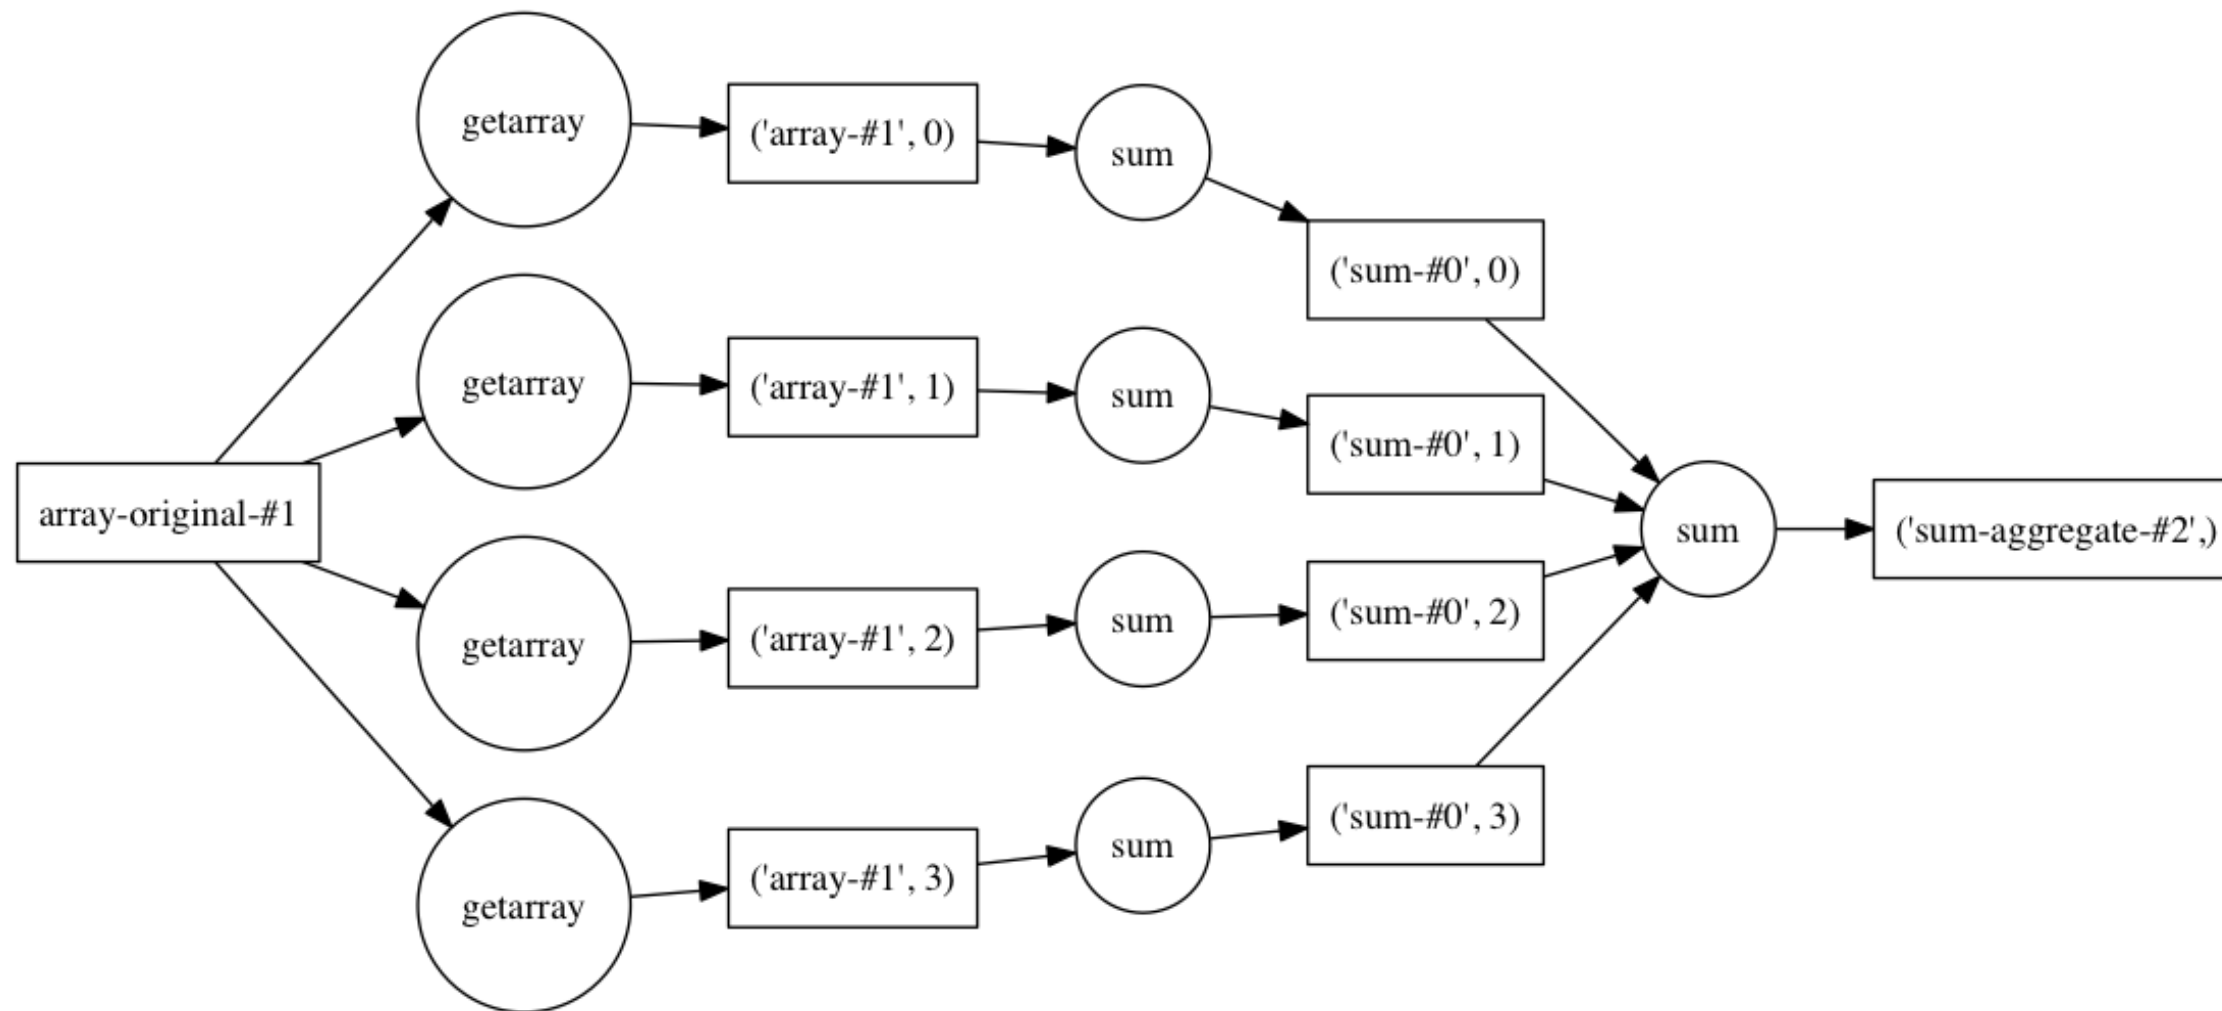 getarray
('array-#1', 0)
sum
('sum-#0', 0)
getarray
('array-#1', 1)
sum
('sum-#0', 1)
array-original-#1
sum
('sum-aggregate-#2',)
getarray
('array-#1', 2)
sum
('sum-#0', 2)
getarray
('array-#1', 3)
sum
('sum-#0', 3)